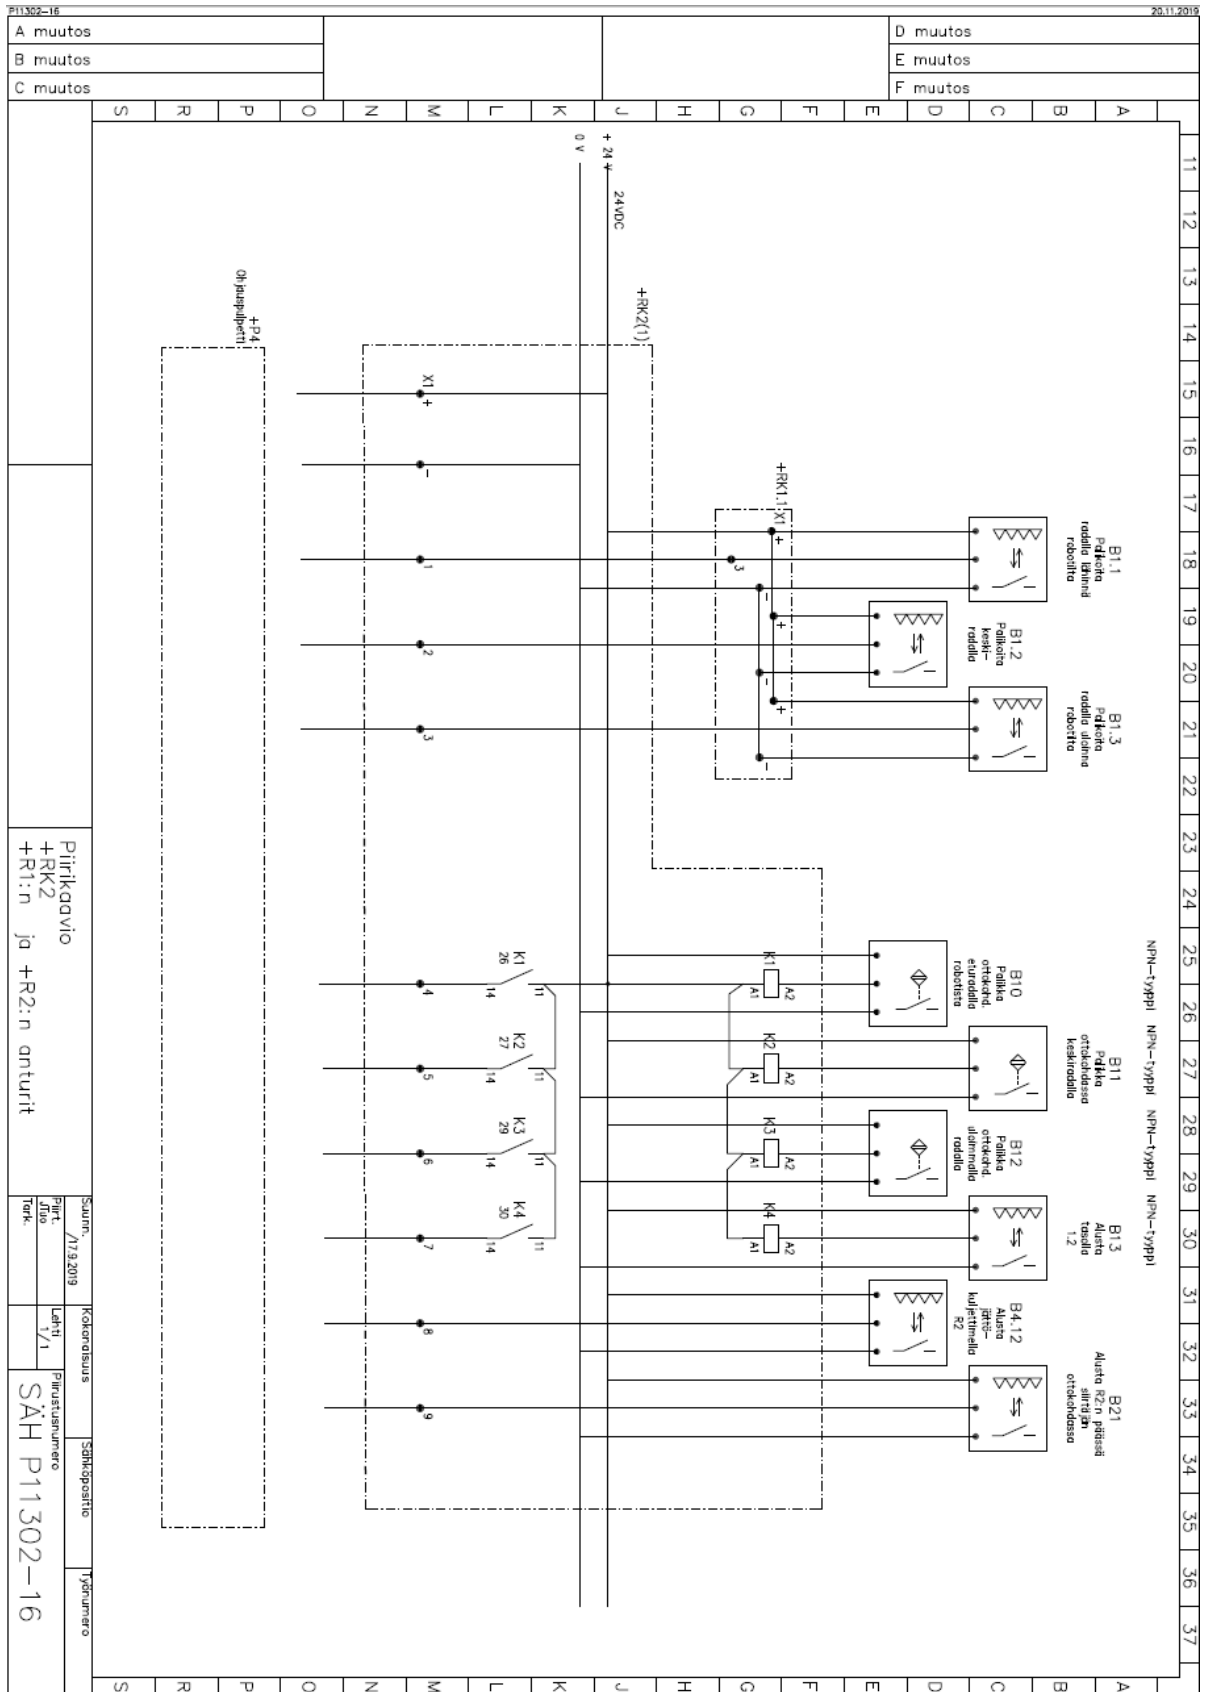 P11302-16
20.11.2019
A muutos
B muutos
C muutos
D muutos
E muutos
F muutos
S R P O N M L K J H G F E D C B A
11
12
13
14
15
16
17
18
19
20
21
22
23
24
25
26
27
28
29
30
31
32
33
34
35
36
37
0 V
+ 24 V
24VDC
+P4
Ohjauspulpetti
+RK2(1)
+RK1.1
X1
+
3
-
+
-
+
-
X1
+
-
1
2
3
4
5
6
7
8
9
B1.1
Palikoita
radalla lähinnä
robotilta
B1.2
Palikoita
keski-
radalla
B1.3
Palikoita
radalla uloinna
robotilta
NPN-tyyppi NPN-tyyppi NPN-tyyppi NPN-tyyppi
B10
Palikka
ottokohd.
eturadalla
robotista
B11
Palikka
ottokohdassa
keskiradalla
B12
Palikka
ottokohd.
uloimmalla
radalla
B13
Alusta
tasolla
1.2
B4.12
Alusta
jättö-
kuljettimella
R2
B21
Alusta R2:n päässä
siirtäjän
ottokohdassa
K1
A1
A2
K2
A1
A2
K3
A1
A2
K4
A1
A2
K1
26
11
14
K2
27
11
14
K3
29
11
14
K4
30
11
14
Piirikaavio
+RK2
+R1:n ja +R2:n anturit
Suunn.
/17.9.2019
Piirt.
JTuo
Tark.
Kokonaisuus
Lehti
1/1
Sähköpositio
Työnumero
Piirustusnumero
SÄH P11302-16
S R P O N M L K J H G F E D C B A